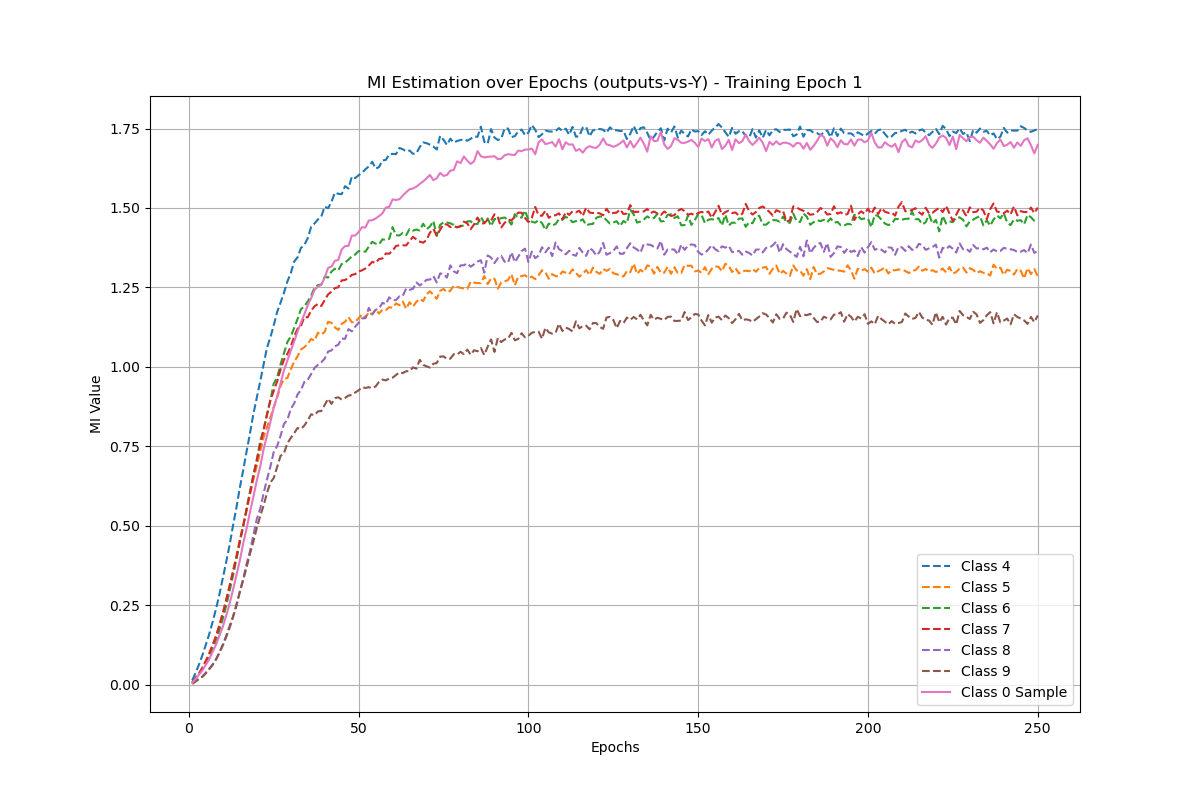 MI Estimation over Epochs (outputs-vs-Y) - Training Epoch 1
MI Value
1.75
1.50
1.25
1.00
0.75
0.50
0.25
0.00
0
50
100
150
200
250
Epochs
Class 4
Class 5
Class 6
Class 7
Class 8
Class 9
Class 0 Sample